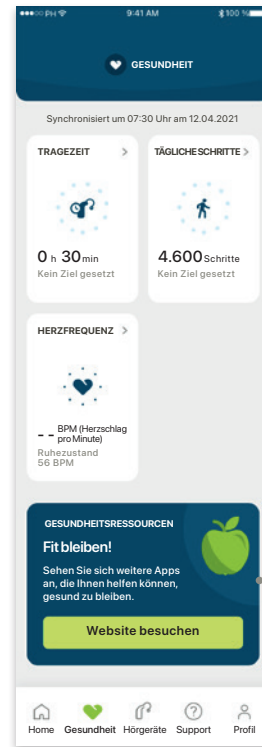 PH 9:41 AM 100 %
GESUNDHEIT
Synchronisiert um 07:30 Uhr am 12.04.2021
TRAGEZEIT >
0 h 30 min
Kein Ziel gesetzt
TÄGLICHE SCHRITTE >
4.600 Schritte
Kein Ziel gesetzt
HERZFREQUENZ >
-- BPM (Herzschlag
pro Minute)
Ruhezustand
56 BPM
GESUNDHEITSRESSOURCEN
Fit bleiben!
Sehen Sie sich weitere Apps
an, die Ihnen helfen können,
gesund zu bleiben.
Website besuchen
Home Gesundheit Hörgeräte Support Profil